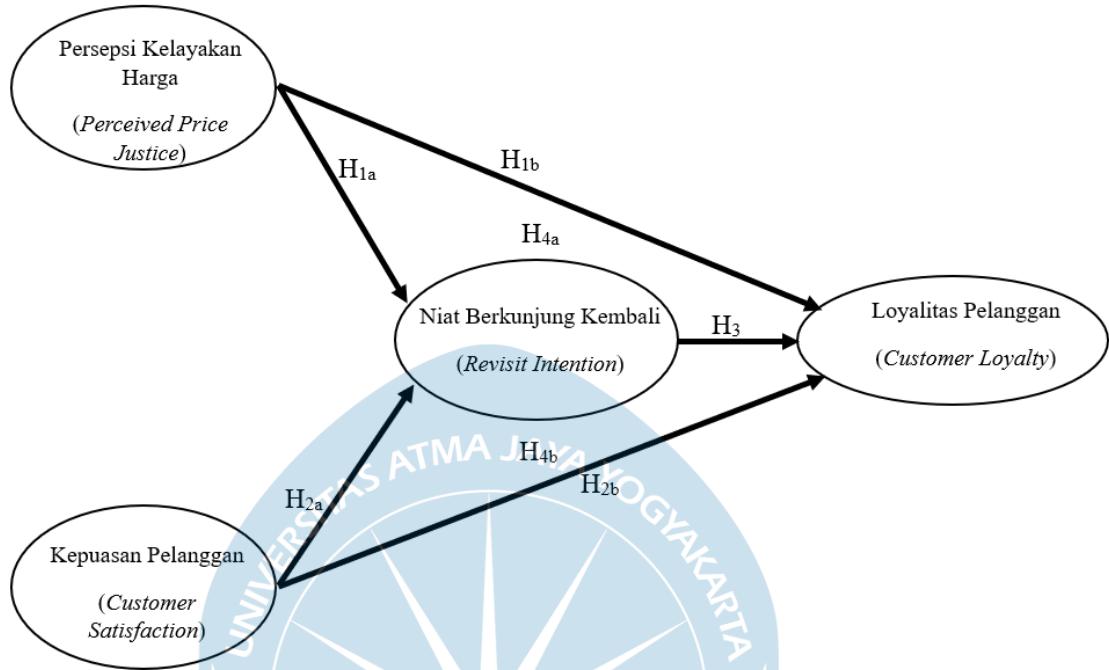 Persepsi Kelayakan
Harga
(Perceived Price
Justice)
H1b
H1a
H4a
Niat Berkunjung Kembali
(Revisit Intention)
H3
Loyalitas Pelanggan
(Customer Loyalty)
H4b
H2b
H2a
Kepuasan Pelanggan
(Customer
Satisfaction)
UNIVERSITAS ATMA JAYA YOGYAKARTA